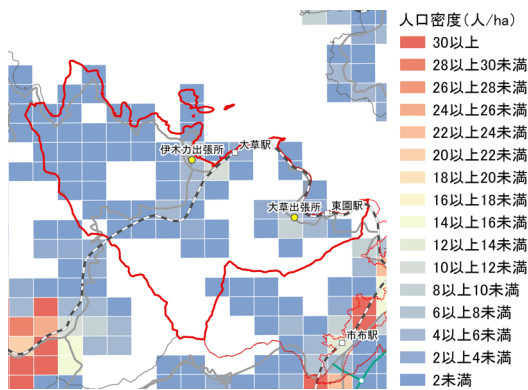 人口密度(人/ha)
30以上
28以上30未満
26以上28未満
24以上26未満
22以上24未満
20以上22未満
18以上20未満
16以上18未満
14以上16未満
12以上14未満
10以上12未満
8以上10未満
6以上8未満
4以上6未満
2以上4未満
2未満
伊木力出張所
大草駅
大草出張所
東園駅
市布駅